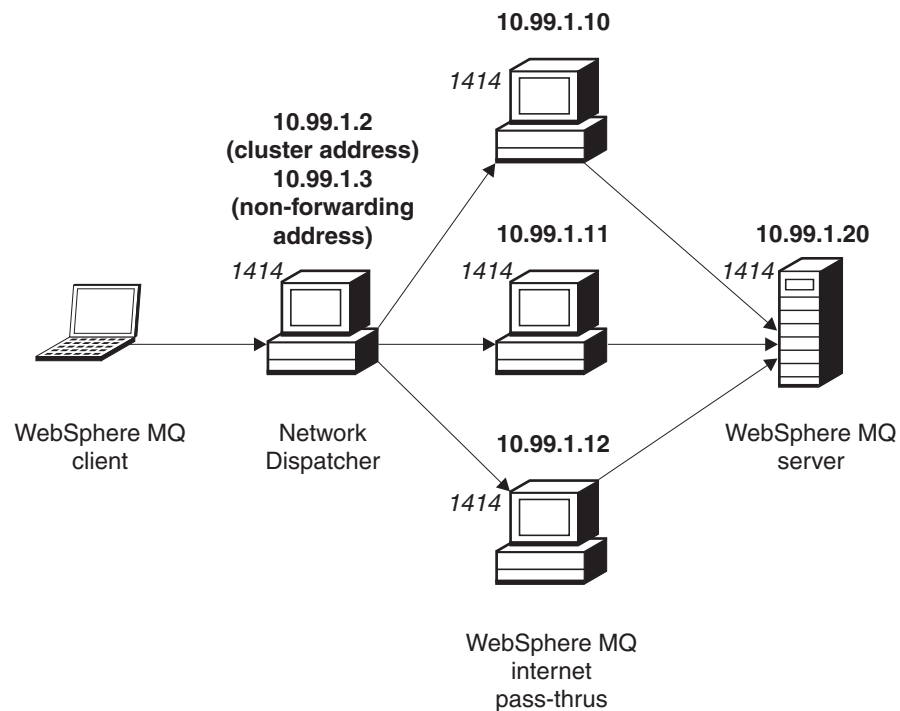 10.99.1.10
1414
10.99.1.2
(cluster address)
10.99.1.3
(non-forwarding
address)
1414
10.99.1.11
1414
10.99.1.20
1414
WebSphere MQ
client
Network
Dispatcher
10.99.1.12
1414
WebSphere MQ
server
WebSphere MQ
internet
pass-thrus